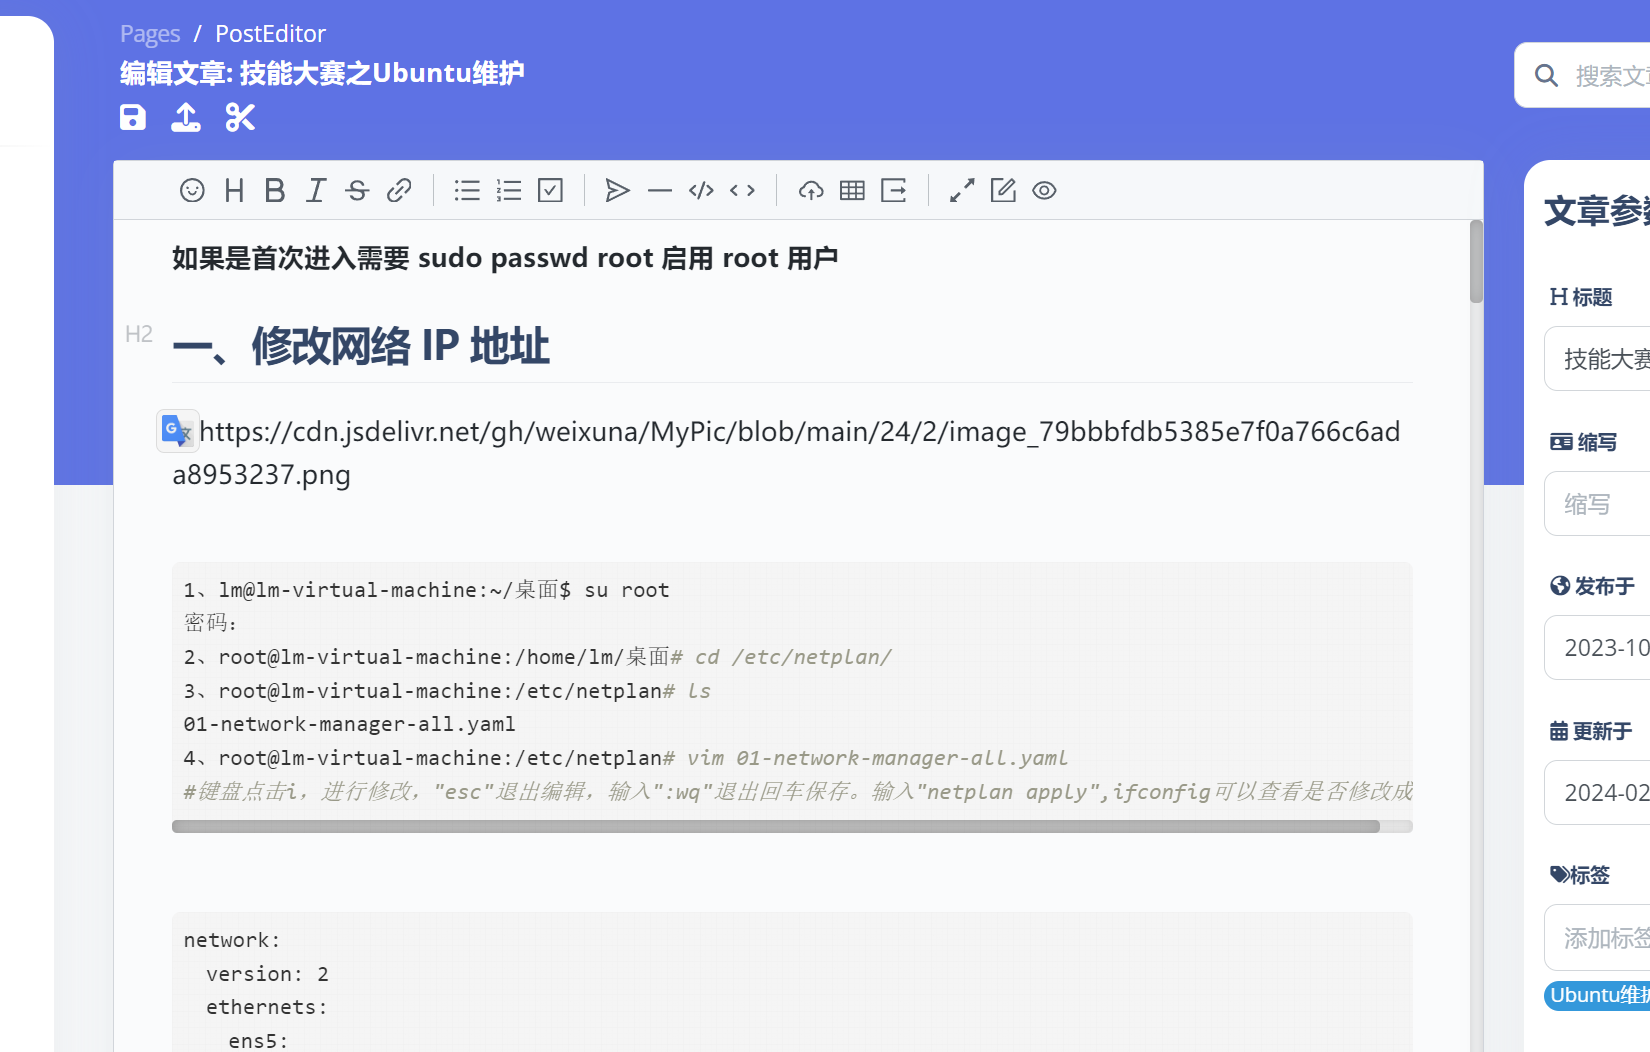 Pages / PostEditor
编辑文章: 技能大赛之Ubuntu维护
搜索文
如果是首次进入需要 sudo passwd root 启用 root 用户
H2
一、修改网络 IP 地址
https://cdn.jsdelivr.net/gh/weixuna/MyPic/blob/main/24/2/image_79bbbfdb5385e7f0a766c6ad
a8953237.png
1、lm@lm-virtual-machine:~/桌面$ su root
密码：
2、root@lm-virtual-machine:/home/lm/桌面# cd /etc/netplan/
3、root@lm-virtual-machine:/etc/netplan# ls
01-network-manager-all.yaml
4、root@lm-virtual-machine:/etc/netplan# vim 01-network-manager-all.yaml
#键盘点击i，进行修改，"esc"退出编辑，输入":wq"退出回车保存。输入"netplan apply",ifconfig可以查看是否修改成
network:
  version: 2
  ethernets:
    ens5:
文章参数
标题
技能大赛
缩写
缩写
发布于
2023-10
更新于
2024-02
标签
添加标签
Ubuntu维护